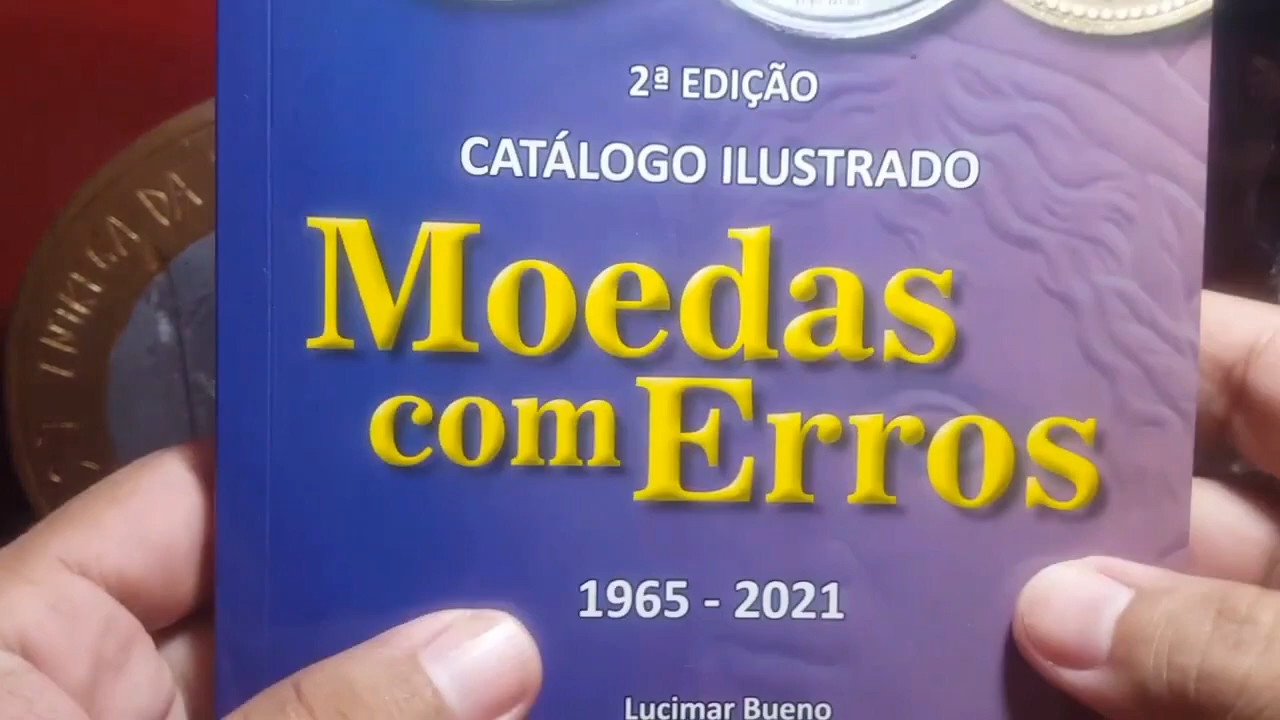 2ª EDIÇÃO
CATÁLOGO ILUSTRADO
Moedas
com Erros
1965 - 2021
Lucimar Bueno